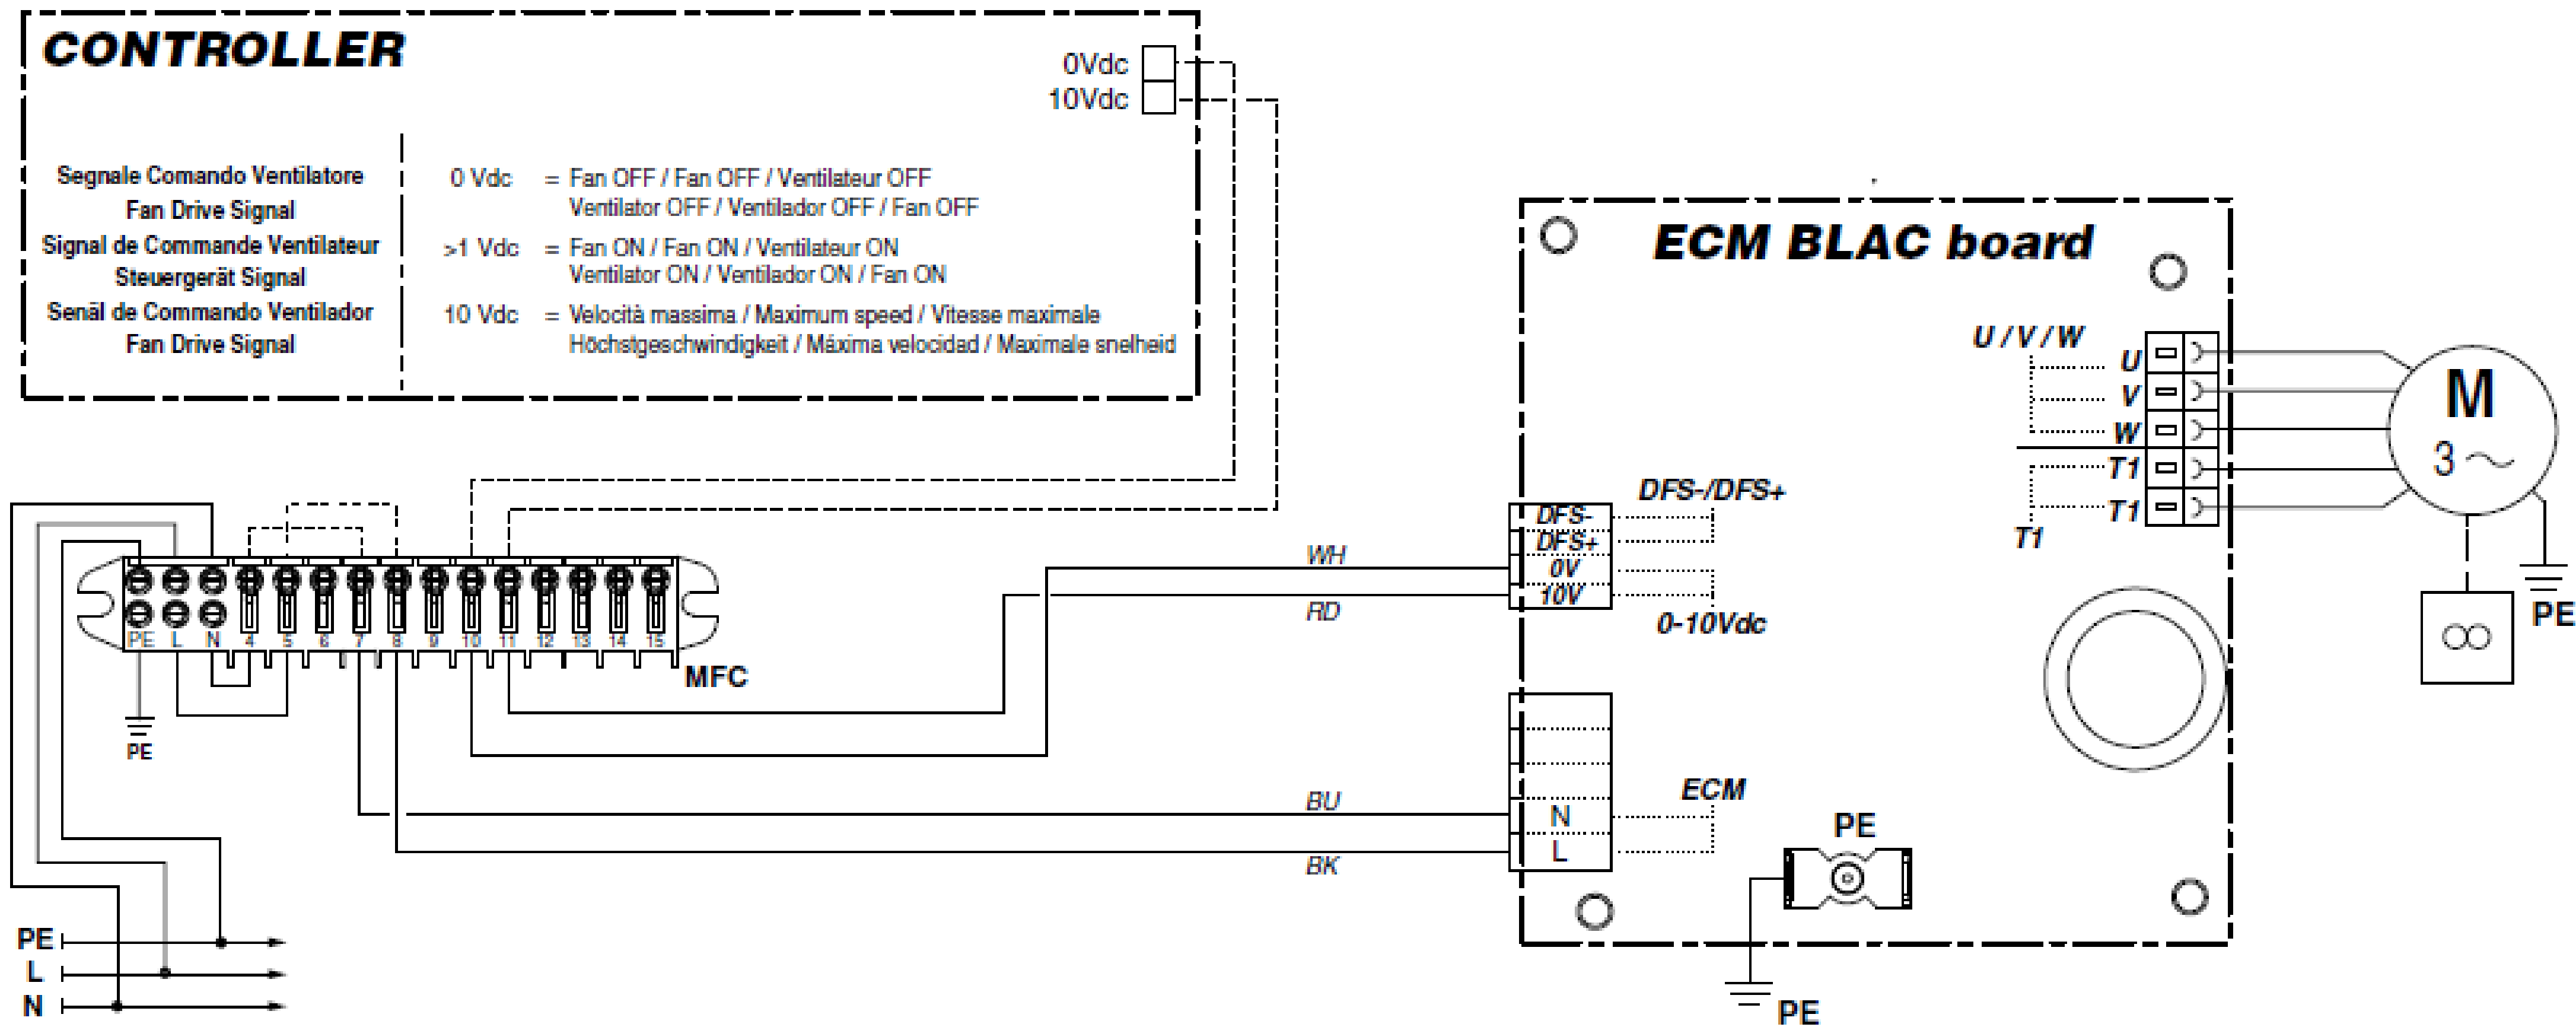 CONTROLLER
0Vdc
10Vdc
Segnale Comando Ventilatore
Fan Drive Signal
Signal de Commande Ventilateur
Steuergerät Signal
Senäl de Commando Ventilador
Fan Drive Signal
0 Vdc = Fan OFF / Fan OFF / Ventilateur OFF
Ventilator OFF / Ventilador OFF / Fan OFF
>1 Vdc = Fan ON / Fan ON / Ventilateur ON
Ventilator ON / Ventilador ON / Fan ON
10 Vdc = Velocità massima / Maximum speed / Vitesse maximale
Höchstgeschwindigkeit / Máxima velocidad / Maximale snelheid
ECM BLAC board
U / V / W
U
V
W
T1
T1
T1
M
3 ~
PE
DFS-/DFS+
DFS-
DFS+
0V
10V
0-10Vdc
WH
RD
PE L N 4 5 6 7 8 9 10 11 12 13 14 15
MFC
PE
BU
BK
ECM
N
L
PE
PE
PE
L
N